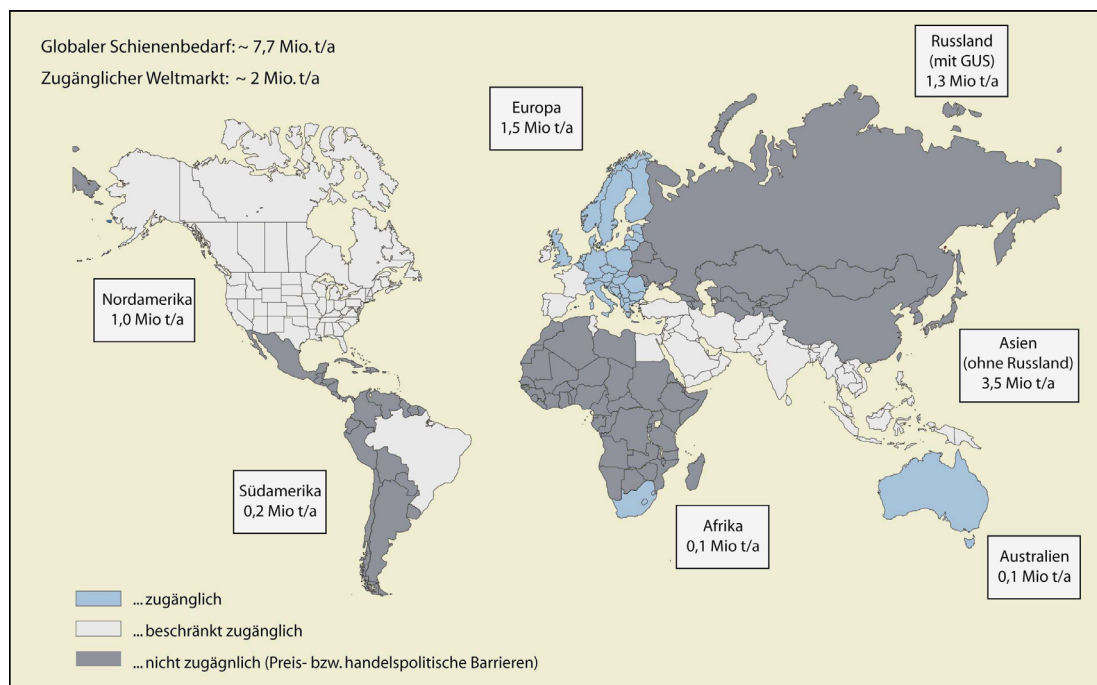 Globaler Schienenbedarf: ~ 7,7 Mio. t/a
Zugänglicher Weltmarkt: ~ 2 Mio. t/a
Russland
(mit GUS)
1,3 Mio t/a
Europa
1,5 Mio t/a
Nordamerika
1,0 Mio t/a
Asien
(ohne Russland)
3,5 Mio t/a
Südamerika
0,2 Mio t/a
Afrika
0,1 Mio t/a
Australien
0,1 Mio t/a
... zugänglich
... beschränkt zugänglich
... nicht zugägnlich (Preis- bzw. handelspolitische Barrieren)